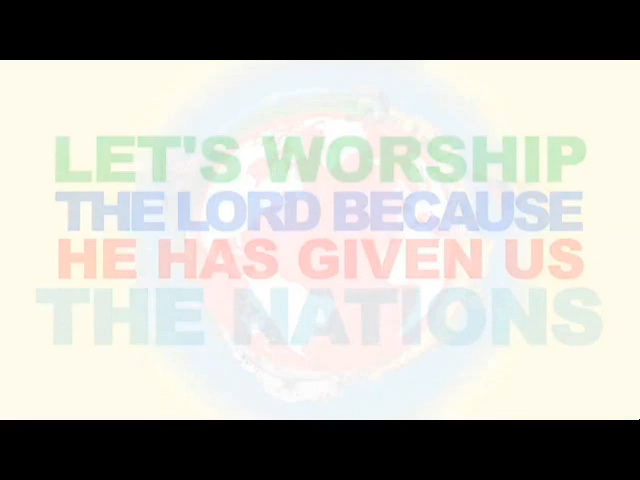 LET'S WORSHIP
THE LORD BECAUSE
HE HAS GIVEN US
THE NATIONS